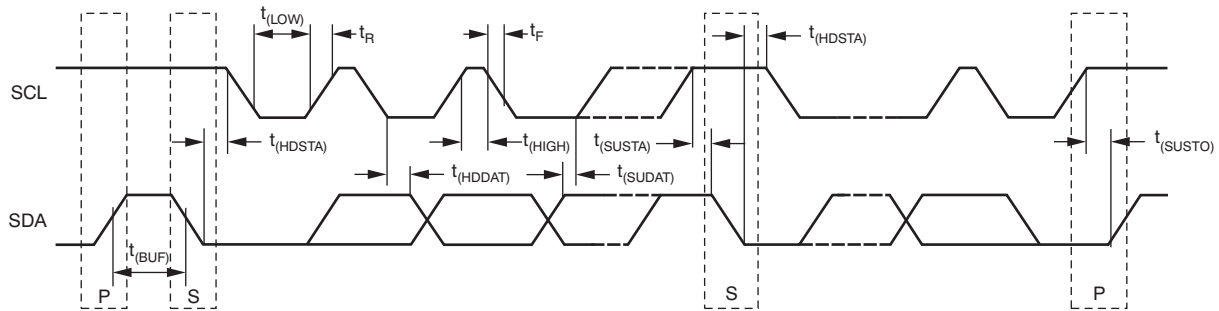 t(LOW)
tR
tF
t(HDSTA)
SCL
t(HDSTA)
t(HIGH)
t(SUSTA)
t(SUSTO)
t(HDDAT)
t(SUDAT)
SDA
t(BUF)
P
S
S
P